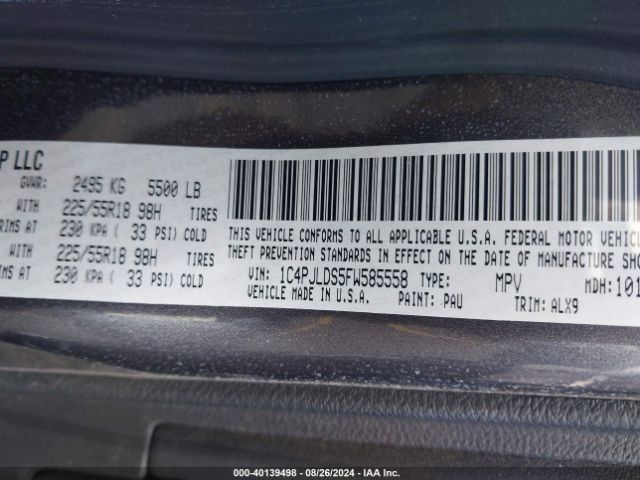 P LLC
GVWR: 2495 KG 5500 LB
WITH 225/55R18 98H TIRES
RIMS AT 230 KPA ( 33 PSI) COLD
WITH 225/55R18 98H TIRES
RIMS AT 230 KPA ( 33 PSI) COLD
THIS VEHICLE CONFORMS TO ALL APPLICABLE U.S.A. FEDERAL MOTOR VEHICL
THEFT PREVENTION STANDARDS IN EFFECT ON THE DATE OF MANUFACTURE SHO
VIN: 1C4PJLDS5FW585558 TYPE: MPV MDH:101
VEHICLE MADE IN U.S.A. PAINT: PAU TRIM: ALX9
000-40139498 - 08/26/2024 - IAA Inc.